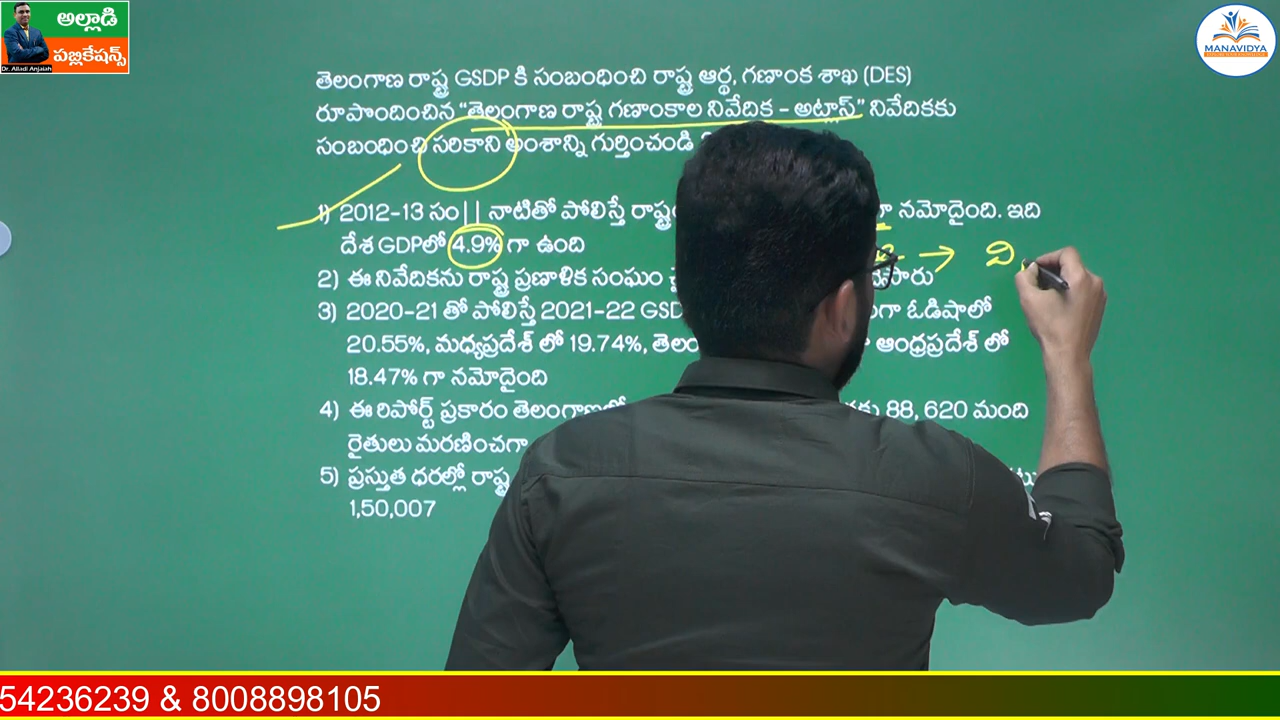 అల్లాడి
పబ్లికేషన్స్
Dr. Alladi Anjaiah
MANAVIDYA
తెలంగాణ రాష్ట్ర GSDP కి సంబంధించి రాష్ట్ర ఆర్థ, గణాంక శాఖ (DES)
రూపొందించిన “తెలంగాణ రాష్ట్ర గణాంకాల నివేదిక – అట్లాస్” నివేదికకు
సంబంధించి సరికాని అంశాన్ని గుర్తించండి
1) 2012-13 సం|| నాటితో పోలిస్తే నమోదైంది. ఇది
దేశ GDPలో 4.9% గా ఉంది
→ వి
2) ఈ నివేదికను రాష్ట్ర ప్రణాళిక సంఘం
3) 2020-21 తో పోలిస్తే 2021-22 ఓడిషాలో
20.55%, మధ్యప్రదేశ్ లో 19.74%, ఆంధ్రప్రదేశ్ లో
18.47% గా నమోదైంది
4) ఈ రిపోర్ట్ ప్రకారం తెలంగాణలో 88, 620 మంది
రైతులు మరణించగా
5) ప్రస్తుత ధరల్లో రాష్ట్ర
1,50,007
54236239 & 8008898105